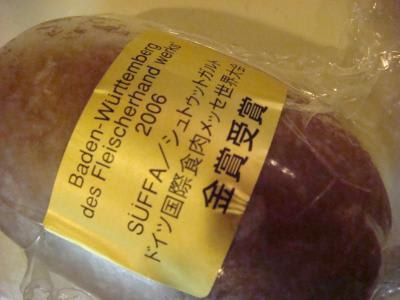 Baden-Württemberg
des Fleischerhand werks
2006
SÜFFA／シュトゥットガルト
ドイツ国際食肉メッセ世界大会
金賞受賞